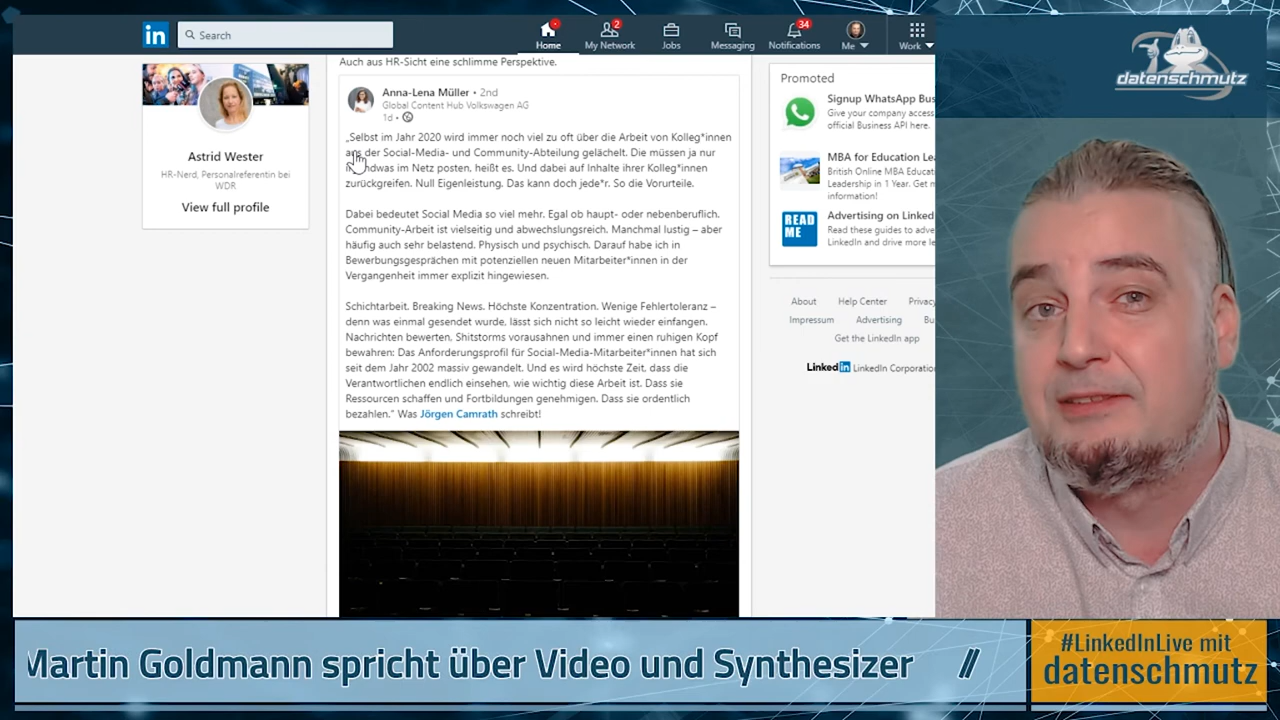 in
Search
Home
2
My Network
Jobs
Messaging
34
Notifications
Me
Work
datenschmutz
Astrid Wester
HR-Nerd, Personalreferentin bei
WDR
View full profile
Auch aus HR-Sicht eine schlimme Perspektive.
Anna-Lena Müller • 2nd
Global Content Hub Volkswagen AG
1d •
„Selbst im Jahr 2020 wird immer noch viel zu oft über die Arbeit von Kolleg*innen
der Social-Media- und Community-Abteilung gelächelt. Die müssen ja nur
im Netz posten, heißt es. Und dabei auf Inhalte ihrer Kolleg*innen
zurückgreifen. Null Eigenleistung. Das kann doch jede*r. So die Vorurteile.
Dabei bedeutet Social Media so viel mehr. Egal ob haupt- oder nebenberuflich.
Community-Arbeit ist vielseitig und abwechslungsreich. Manchmal lustig – aber
häufig auch sehr belastend. Physisch und psychisch. Darauf habe ich in
Bewerbungsgesprächen mit potenziellen neuen Mitarbeiter*innen in der
Vergangenheit immer explizit hingewiesen.
Schichtarbeit. Breaking News. Höchste Konzentration. Wenige Fehlertoleranz –
denn was einmal gesendet wurde, lässt sich nicht so leicht wieder einfangen.
Nachrichten bewerten, Shitstorms vorausahnen und immer einen ruhigen Kopf
bewahren: Das Anforderungsprofil für Social-Media-Mitarbeiter*innen hat sich
seit dem Jahr 2002 massiv gewandelt. Und es wird höchste Zeit, dass die
Verantwortlichen endlich einsehen, wie wichtig diese Arbeit ist. Dass sie
Ressourcen schaffen und Fortbildungen genehmigen. Dass sie ordentlich
bezahlen.“ Was Jörgen Camrath schreibt!
Promoted
Signup WhatsApp Bus
Give your company access
official Business API here.
MBA for Education Lea
British Online MBA Educat
Leadership in 1 Year. Get m
information!
READ
ME
Advertising on Linked
Read these guides to adve
LinkedIn and drive more le
About Help Center Privacy
Impressum Advertising Bu
Get the LinkedIn app
Linkedin LinkedIn Corporatio
Martin Goldmann spricht über Video und Synthesizer //
#LinkedInLive mit
datenschmutz